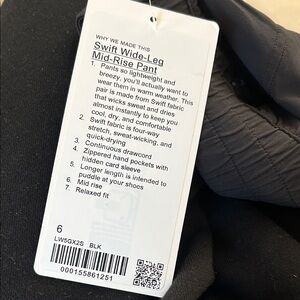 WHY WE MADE THIS
Swift Wide-Leg
Mid-Rise Pant
1. Pants so lightweight and
breezy, you'll actually want to
wear them in warm weather. This
pair is made from Swift fabric
that wicks sweat and dries
almost instantly to keep you
cool, dry, and comfortable
2. Swift fabric is four-way
stretch, sweat-wicking, and
quick-drying
3. Continuous drawcord
4. Zippered hand pockets with
hidden card sleeve
5. Longer length is intended to
puddle at your shoes
6. Mid rise
7. Relaxed fit
6
LW5GX2S BLK
000155861251